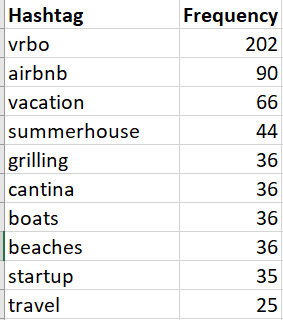 Hashtag Frequency
vrbo 202
airbnb 90
vacation 66
summerhouse 44
grilling 36
cantina 36
boats 36
beaches 36
startup 35
travel 25